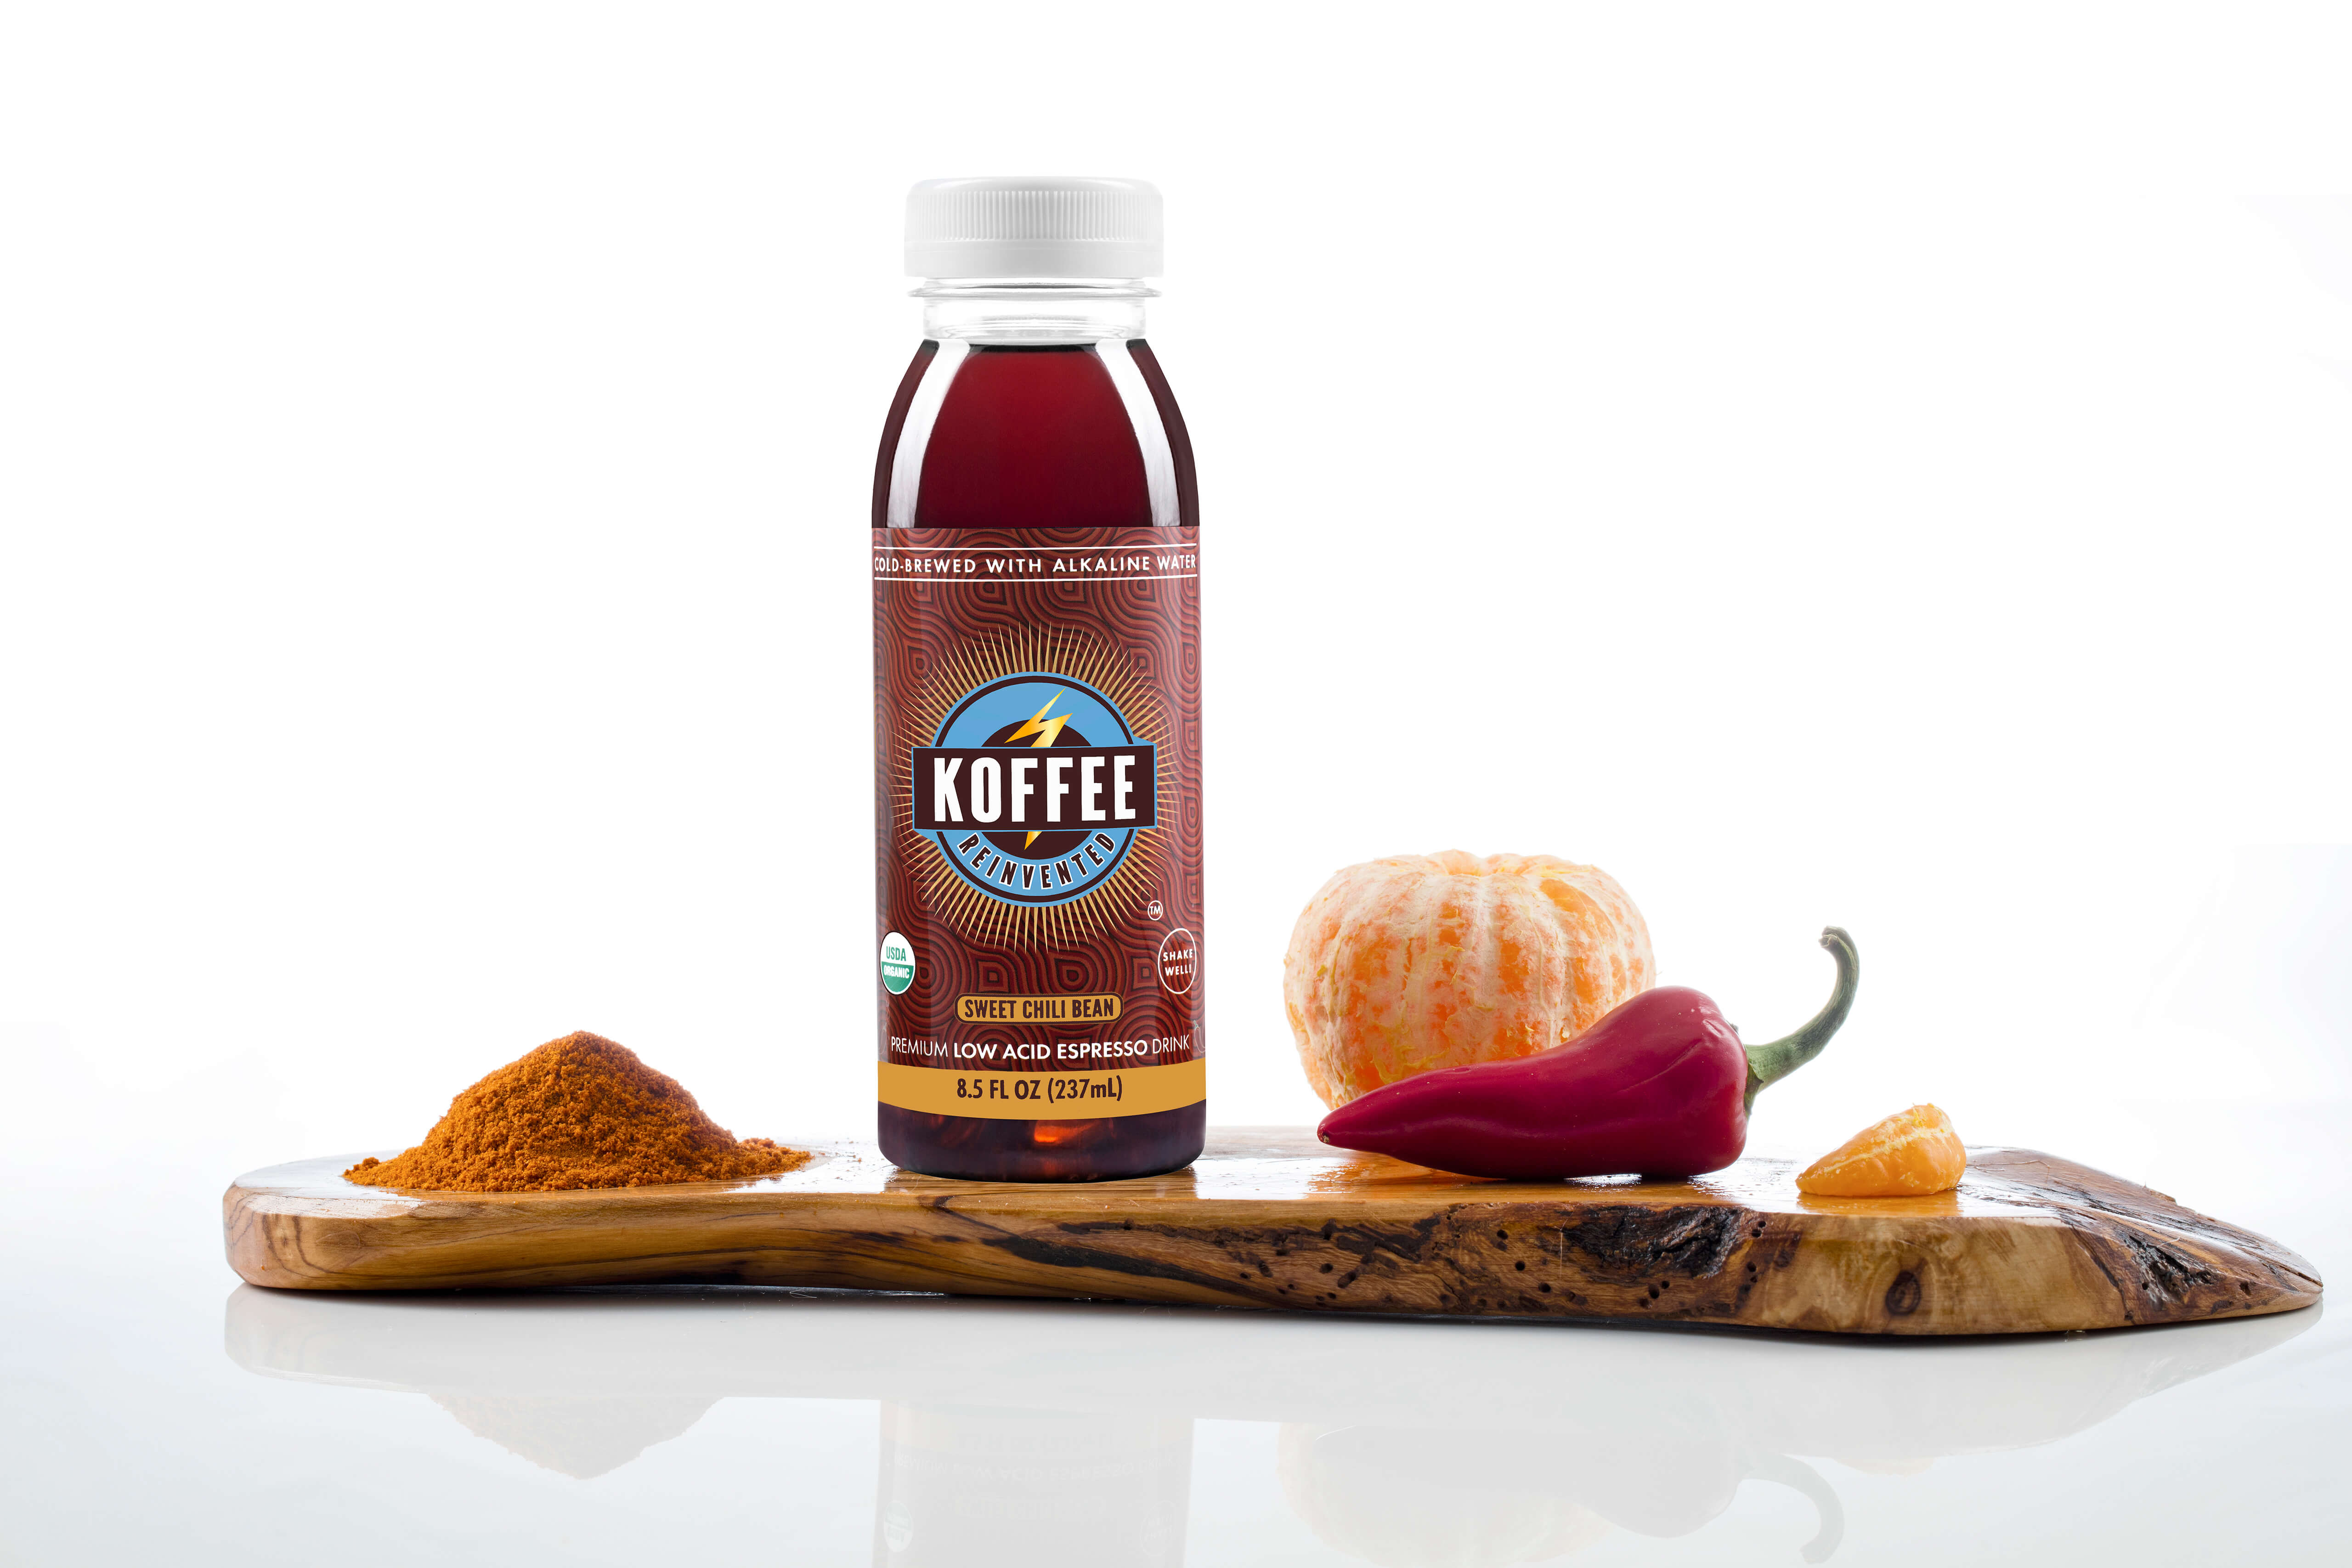 COLD-BREWED WITH ALKALINE WATER
KOFFEE
REINVENTED
TM
USDA
ORGANIC
SHAKE
WELL!
SWEET CHILI BEAN
PREMIUM LOW ACID ESPRESSO DRINK
8.5 FL OZ (237mL)